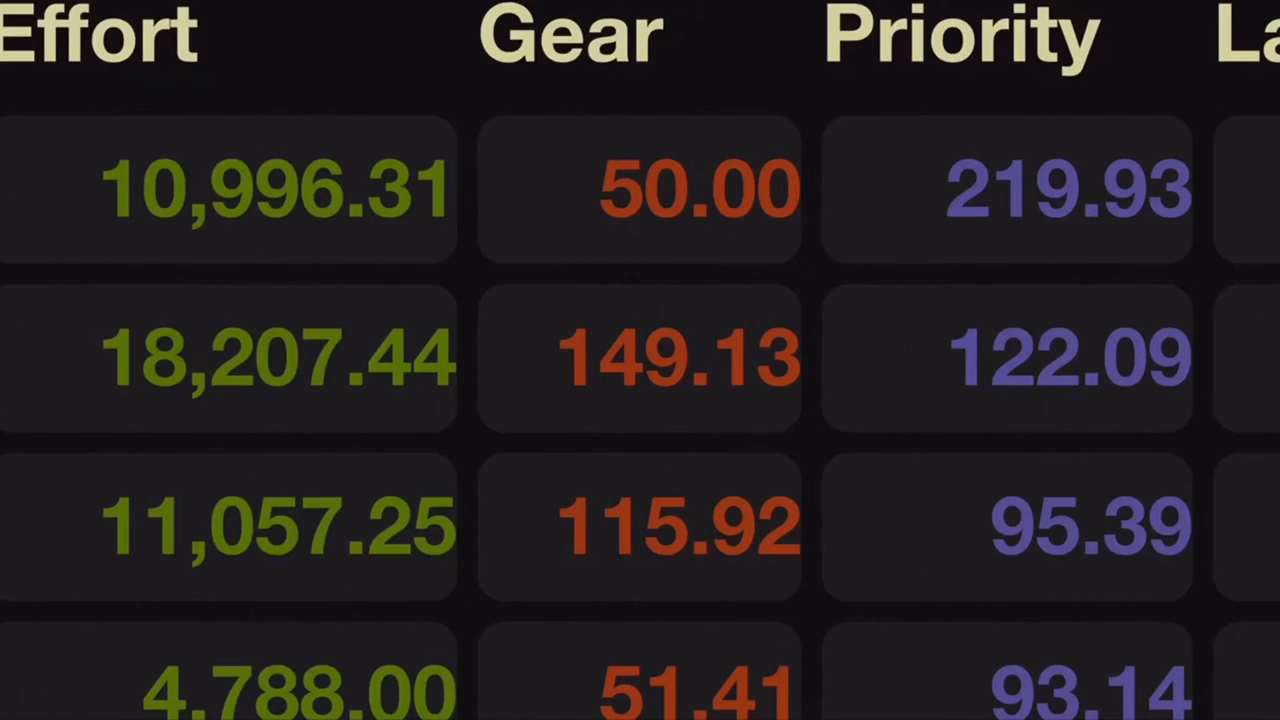 Effort Gear Priority
10,996.31 50.00 219.93
18,207.44 149.13 122.09
11,057.25 115.92 95.39
4,788.00 51.41 93.14